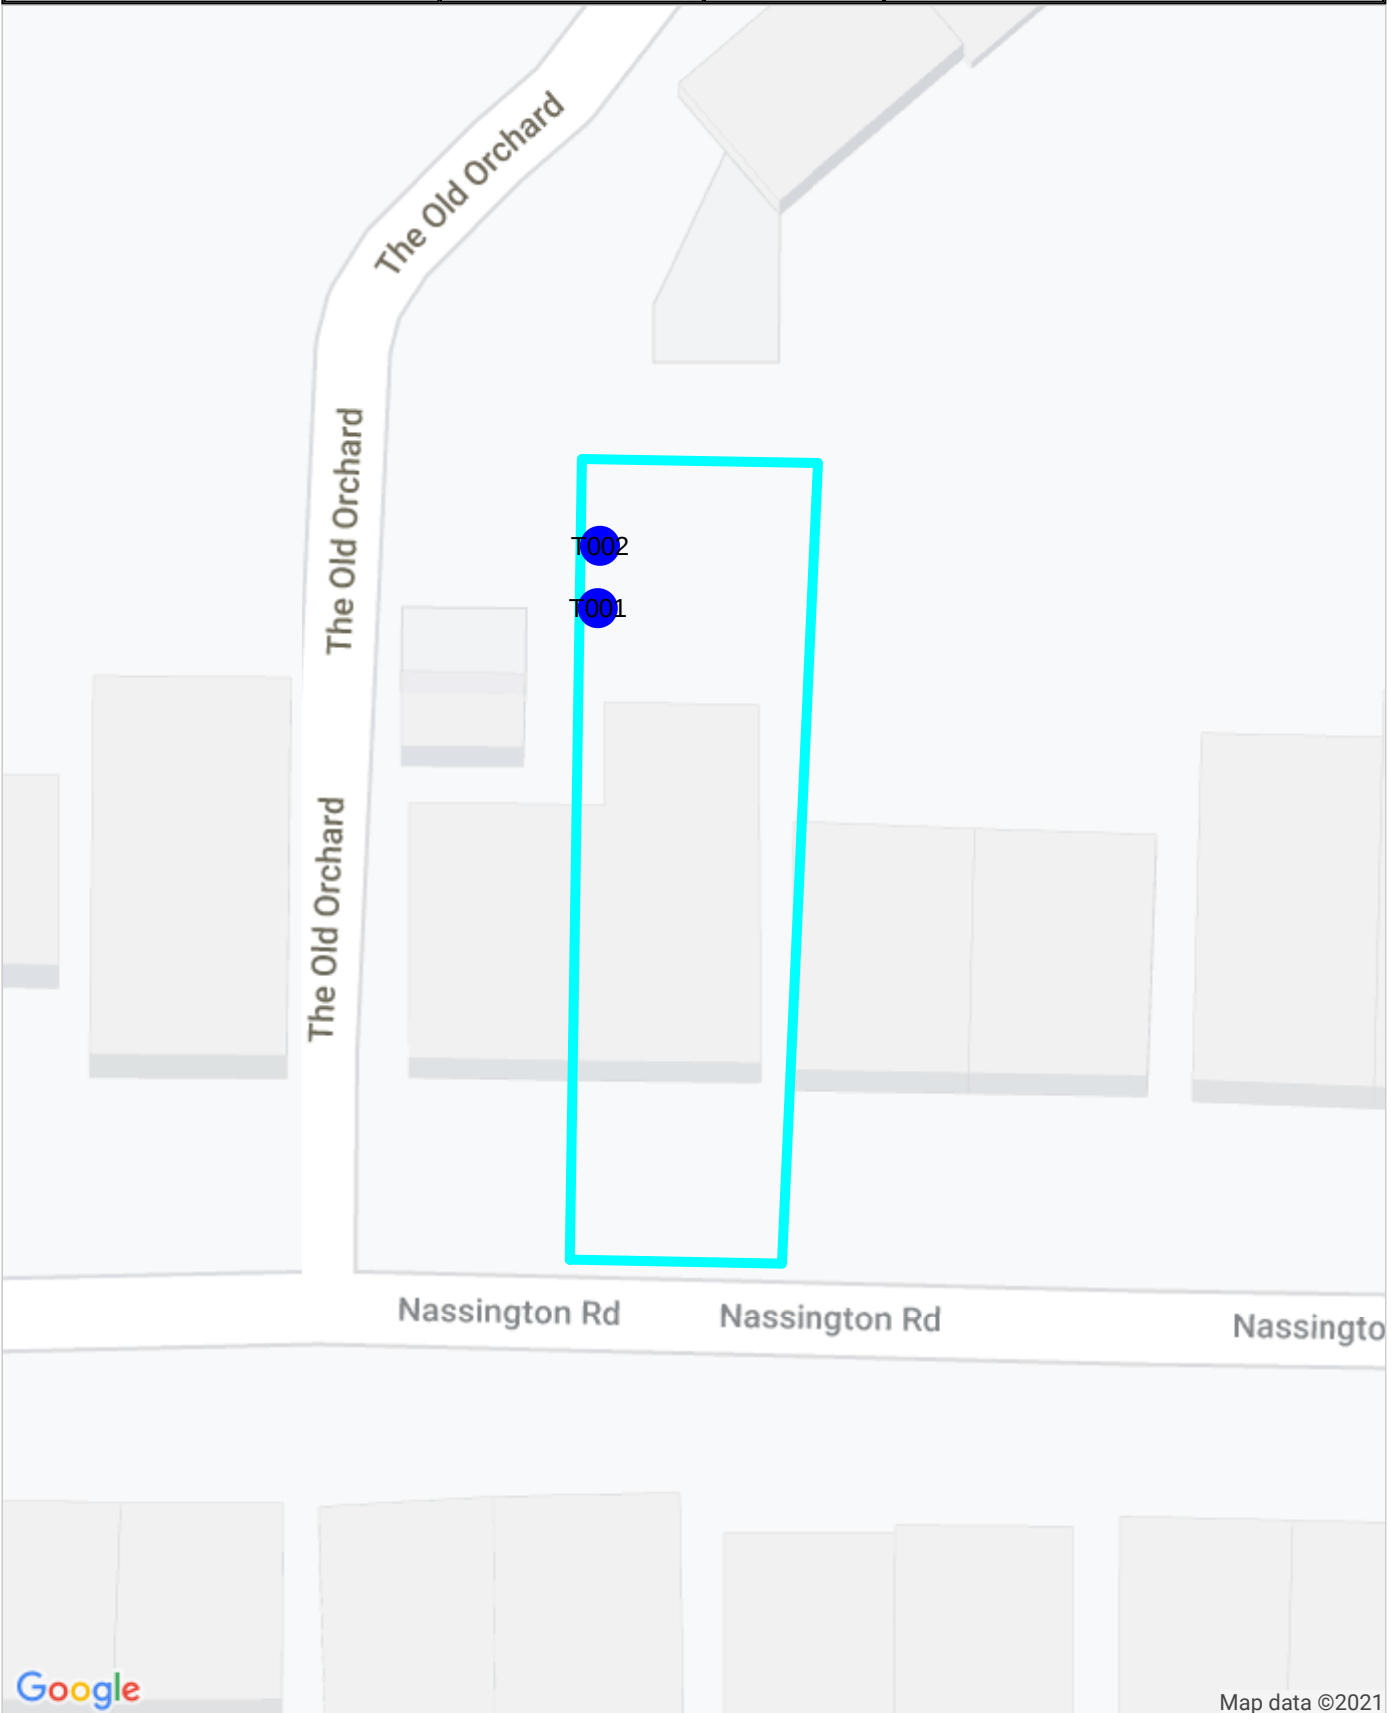 The Old Orchard
The Old Orchard
T002
T001
The Old Orchard
Nassington Rd
Nassington Rd
Nassingto
Google
Map data ©2021